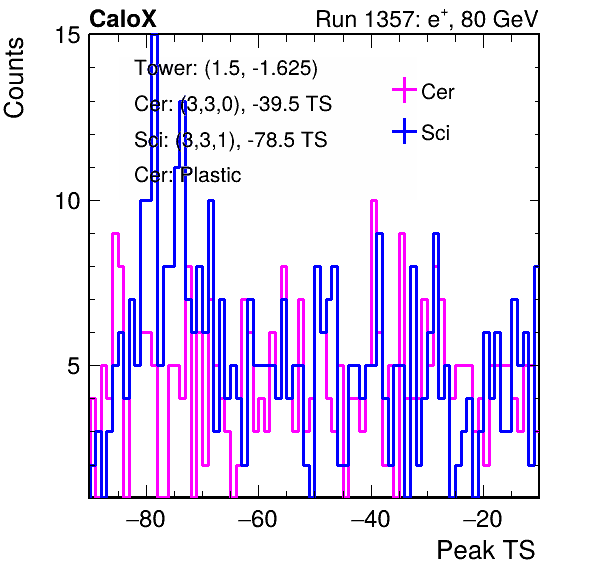 CaloX Run 1357: e+, 80 GeV
Counts
15
Tower: (1.5, -1.625)
Cer: (3,3,0), -39.5 TS
Sci: (3,3,1), -78.5 TS
Cer: Plastic
Cer
Sci
10
5
−80 −60 −40 −20
Peak TS